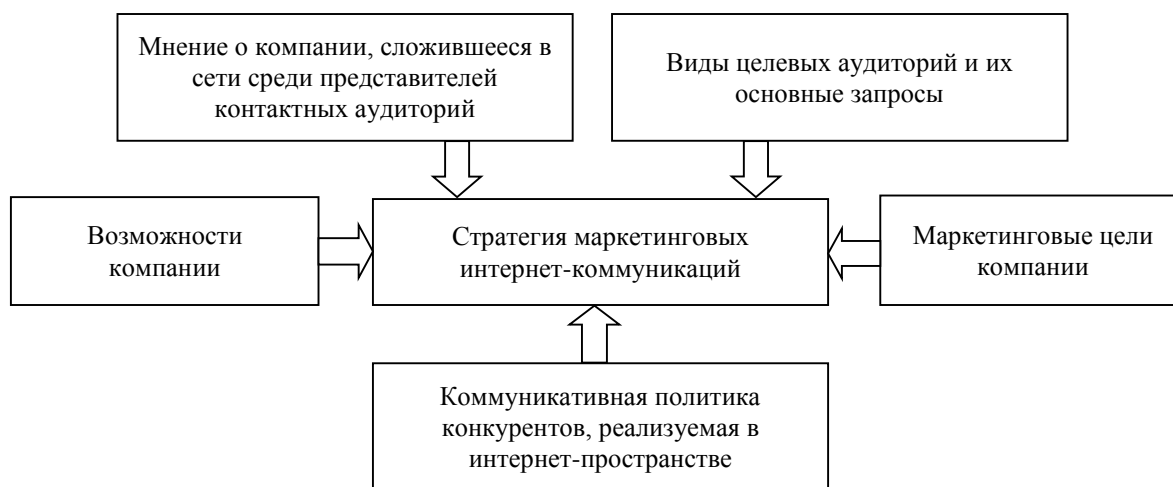 Мнение о компании, сложившееся в
сети среди представителей
контактных аудиторий
Виды целевых аудиторий и их
основные запросы
Возможности
компании
Стратегия маркетинговых
интернет-коммуникаций
Маркетинговые цели
компании
Коммуникативная политика
конкурентов, реализуемая в
интернет-пространстве